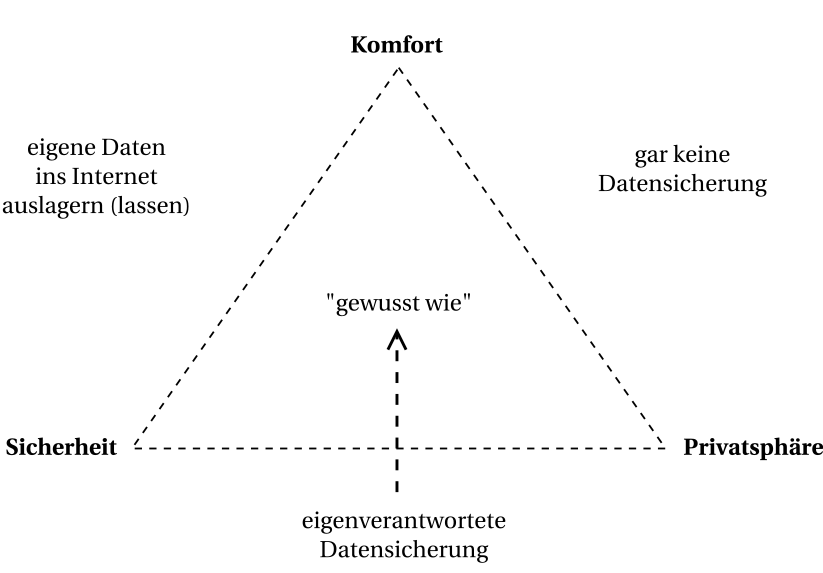 Komfort
eigene Daten
ins Internet
auslagern (lassen)
gar keine
Datensicherung
"gewusst wie"
Sicherheit
Privatsphäre
eigenverantwortete
Datensicherung